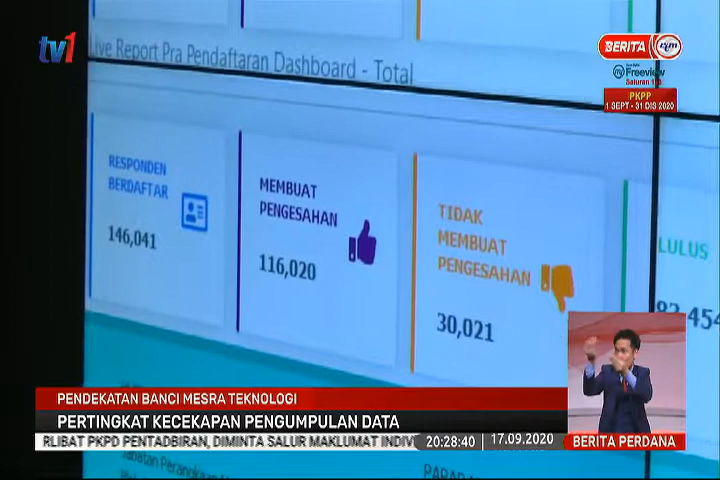 tv1
BERITA rtm
Freeview
Saluran
PKPP
1 SEPT - 31 DIS 2020
Live Report Pra Pendaftaran Dashboard - Total
RESPONDEN
BERDAFTAR
146,041
MEMBUAT
PENGESAHAN
116,020
TIDAK
MEMBUAT
PENGESAHAN
30,021
LULUS
PENDEKATAN BANCI MESRA TEKNOLOGI
PERTINGKAT KECEKAPAN PENGUMPULAN DATA
RLIBAT PKPD PENTADBIRAN, DIMINTA SALUR MAKLUMAT INDIV
20:28:40
17.09.2020
BERITA PERDANA